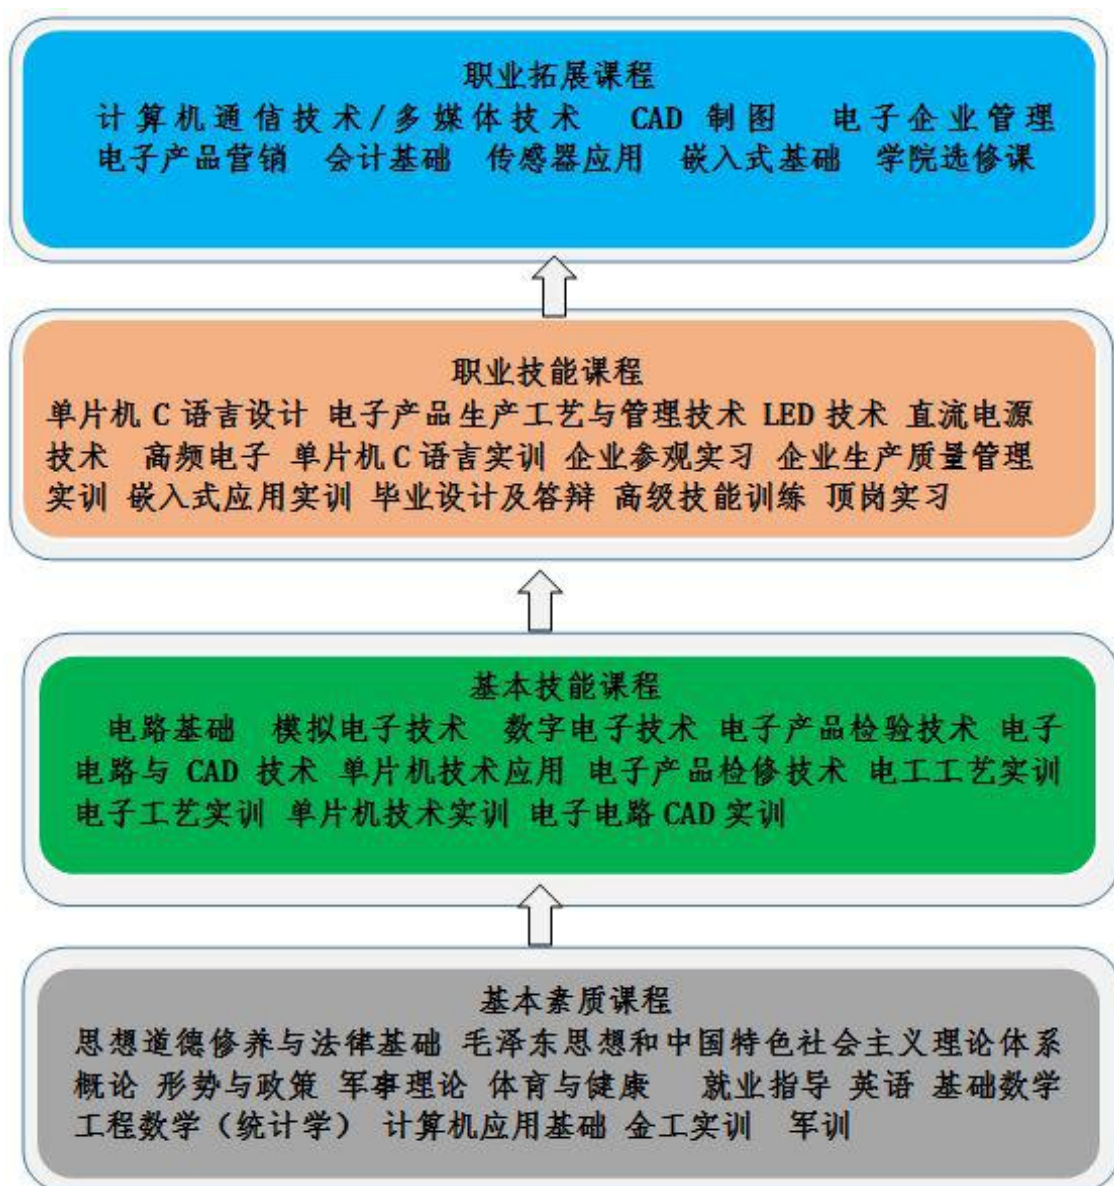 职业拓展课程
计算机通信技术/多媒体技术 CAD 制图 电子企业管理
电子产品营销 会计基础 传感器应用 嵌入式基础 学院选修课
职业技能课程
单片机 C 语言设计 电子产品生产工艺与管理技术 LED 技术 直流电源
技术 高频电子 单片机 C 语言实训 企业参观实习 企业生产质量管理
实训 嵌入式应用实训 毕业设计及答辩 高级技能训练 顶岗实习
基本技能课程
电路基础 模拟电子技术 数字电子技术 电子产品检验技术 电子
电路与 CAD 技术 单片机技术应用 电子产品检修技术 电工工艺实训
电子工艺实训 单片机技术实训 电子电路 CAD 实训
基本素质课程
思想道德修养与法律基础 毛泽东思想和中国特色社会主义理论体系
概论 形势与政策 军事理论 体育与健康 就业指导 英语 基础数学
工程数学（统计学） 计算机应用基础 金工实训 军训